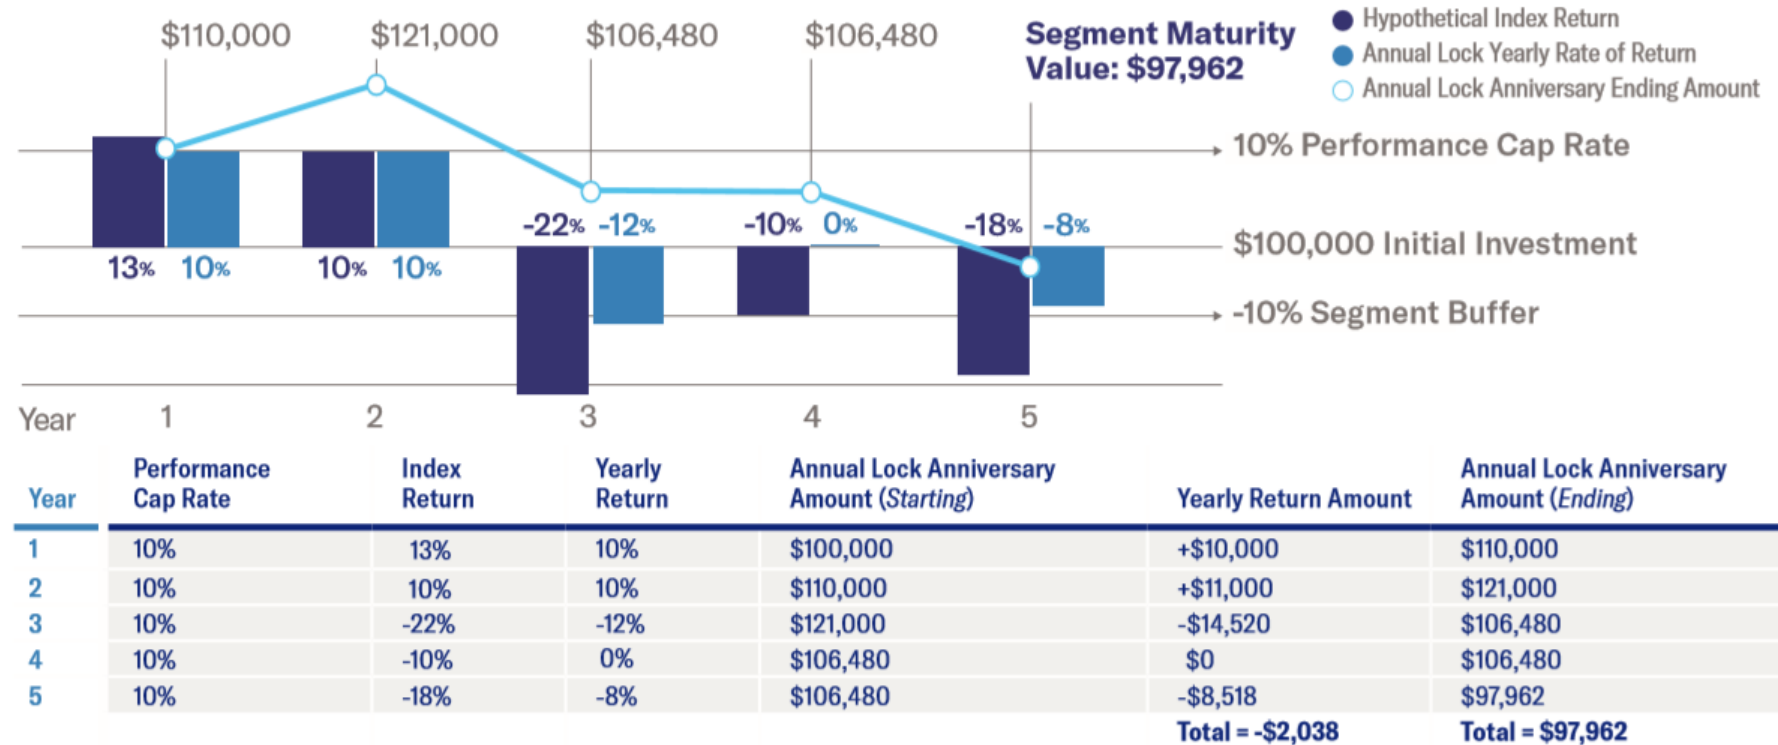 $110,000 $121,000 $106,480 $106,480
Segment Maturity
Value: $97,962
Hypothetical Index Return
Annual Lock Yearly Rate of Return
Annual Lock Anniversary Ending Amount
10% Performance Cap Rate
-22% -12% -10% 0% -18% -8%
$100,000 Initial Investment
13% 10% 10% 10%
-10% Segment Buffer
Year 1 2 3 4 5
Year Performance Cap Rate Index Return Yearly Return Annual Lock Anniversary Amount (Starting) Yearly Return Amount Annual Lock Anniversary Amount (Ending)
1 10% 13% 10% $100,000 +$10,000 $110,000
2 10% 10% 10% $110,000 +$11,000 $121,000
3 10% -22% -12% $121,000 -$14,520 $106,480
4 10% -10% 0% $106,480 $0 $106,480
5 10% -18% -8% $106,480 -$8,518 $97,962
Total = -$2,038 Total = $97,962